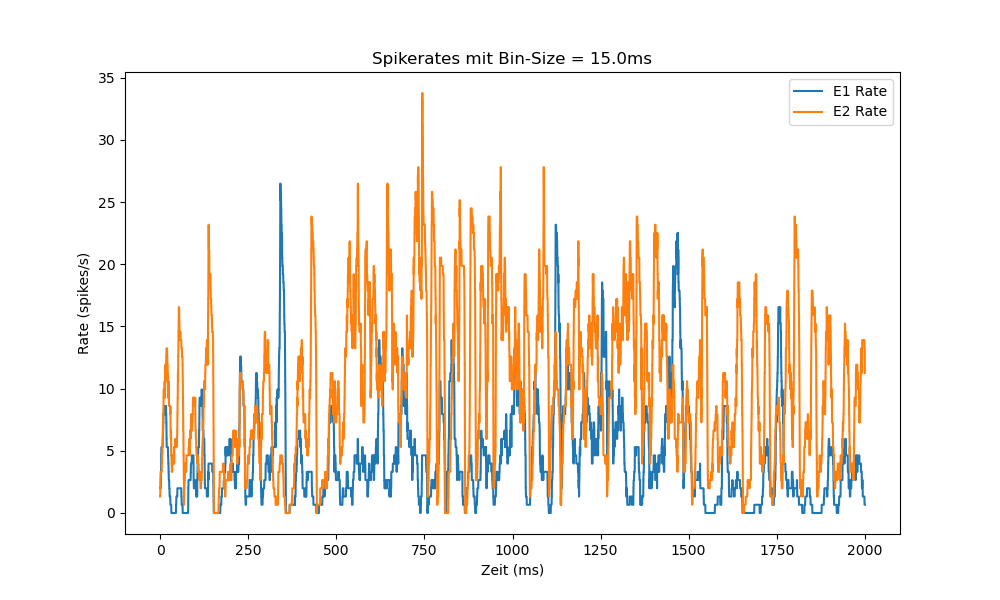 Spikerates mit Bin-Size = 15.0ms
35
30
25
20
15
10
5
0
Rate (spikes/s)
E1 Rate
E2 Rate
0 250 500 750 1000 1250 1500 1750 2000
Zeit (ms)